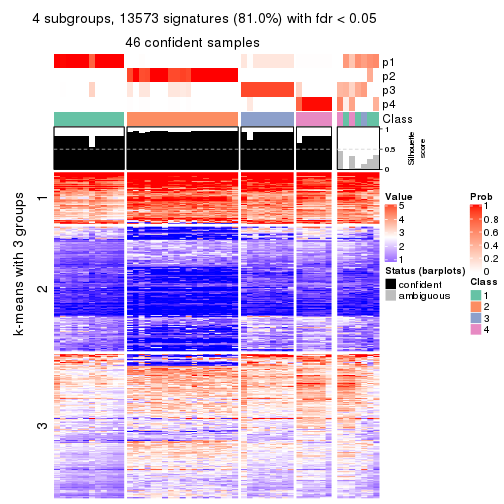 4 subgroups, 13573 signatures (81.0%) with fdr < 0.05
46 confident samples
p1
p2
p3
p4
Class
1
0.5
0
Silhouette
score
k-means with 3 groups
1
2
3
Value
5
4
3
2
1
Status (barplots)
confident
ambiguous
Prob
1
0.8
0.6
0.4
0.2
0
Class
1
2
3
4